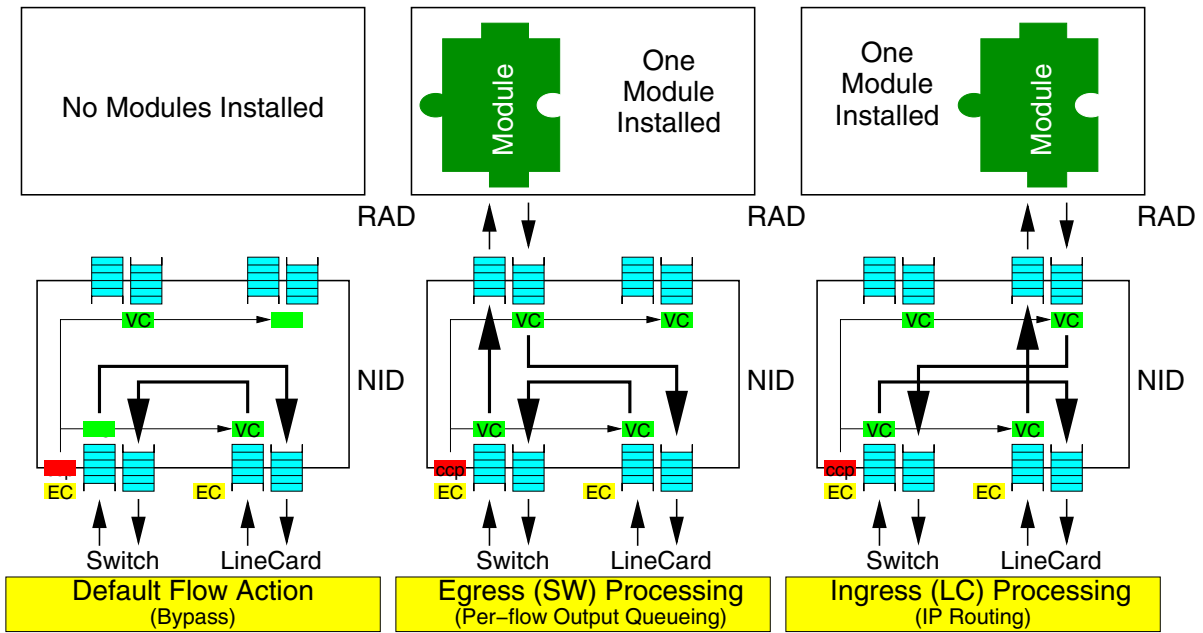 No Modules Installed
RAD
VC
NID
VC
EC
EC
Switch
LineCard
Default Flow Action
(Bypass)
Module
One
Module
Installed
RAD
VC
VC
NID
VC
VC
ccp
EC
EC
Switch
LineCard
Egress (SW) Processing
(Per−flow Output Queueing)
One
Module
Installed
Module
RAD
VC
VC
NID
VC
VC
ccp
EC
EC
Switch
LineCard
Ingress (LC) Processing
(IP Routing)